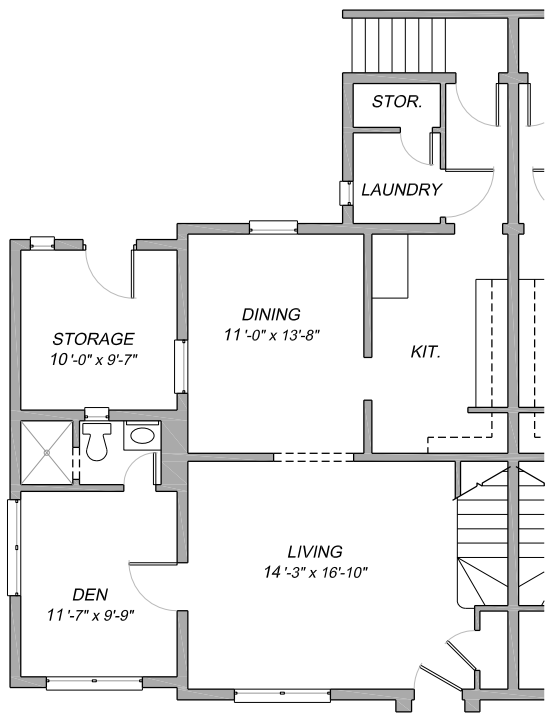 STOR.
LAUNDRY
DINING
11'-0" x 13'-8"
STORAGE
10'-0" x 9'-7"
KIT.
LIVING
14'-3" x 16'-10"
DEN
11'-7" x 9'-9"